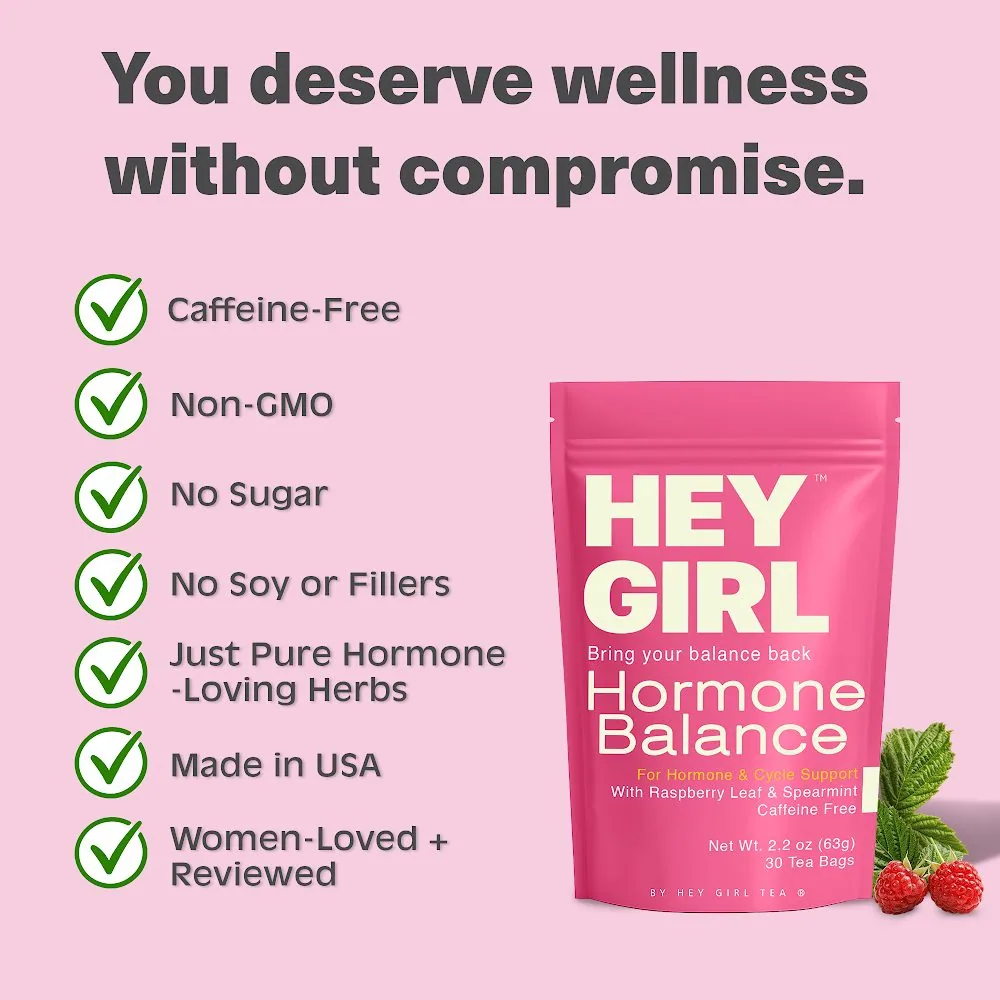 You deserve wellness
without compromise.
Caffeine-Free
Non-GMO
No Sugar
No Soy or Fillers
Just Pure Hormone
-Loving Herbs
Made in USA
Women-Loved +
Reviewed
HEY™
GIRL
Bring your balance back
Hormone
Balance
For Hormone & Cycle Support
With Raspberry Leaf & Spearmint
Caffeine Free
Net Wt. 2.2 oz (63g)
30 Tea Bags
BY HEY GIRL TEA ®